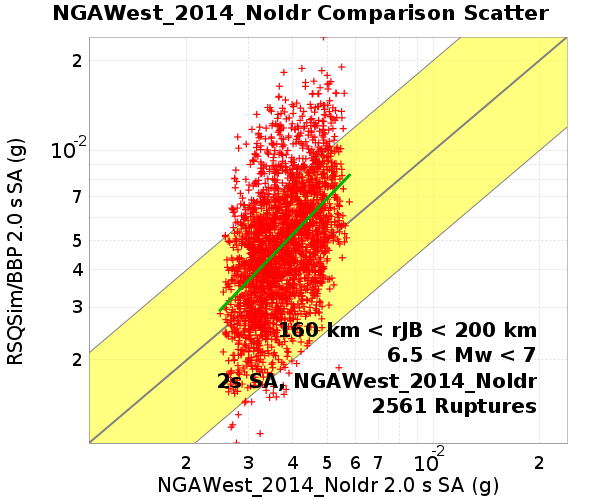 NGAWest_2014_NoIdr Comparison Scatter
RSQSim/BBP 2.0 s SA (g)
2
10-2
7
5
4
3
2
160 km < rJB < 200 km
6.5 < Mw < 7
2s SA, NGAWest_2014_NoIdr
2561 Ruptures
2 3 4 5 6 7 10-2 2
NGAWest_2014_NoIdr 2.0 s SA (g)